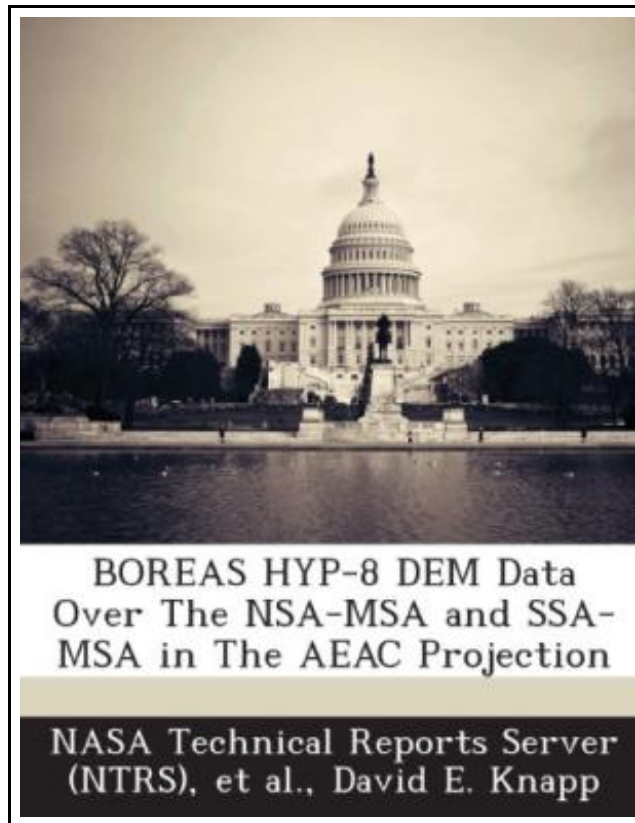 BOREAS HYP-8 DEM Data
Over The NSA-MSA and SSA-
MSA in The AEAC Projection
NASA Technical Reports Server
(NTRS), et al., David E. Knapp